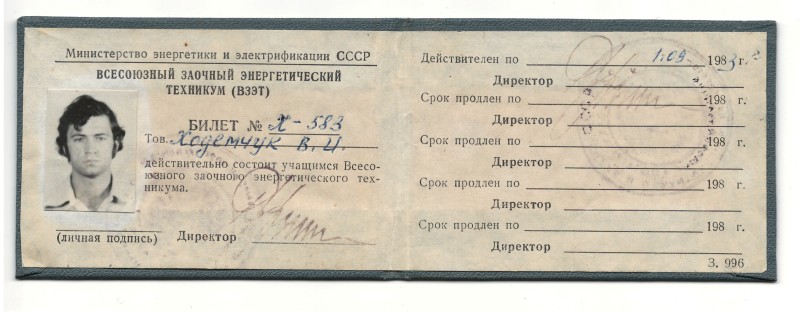 Министерство энергетики и электрификации СССР
ВСЕСОЮЗНЫЙ ЗАОЧНЫЙ ЭНЕРГЕТИЧЕСКИЙ
ТЕХНИКУМ (ВЗЭТ)
БИЛЕТ № Х-583
Тов. Ходемчук В. И.
действительно состоит учащимся Всесо-
юзного заочного энергетического тех-
никума.
(личная подпись) Директор
Действителен по 1.09 1983 г.
Директор
Срок продлен по 198 г.
Директор
Срок продлен по 198 г.
Директор
Срок продлен по 198 г.
Директор
Срок продлен по 198 г.
Директор
З. 996